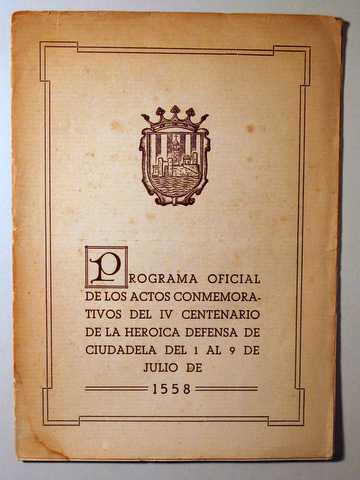 PROGRAMA OFICIAL
DE LOS ACTOS CONMEMORA-
TIVOS DEL IV CENTENARIO
DE LA HEROICA DEFENSA DE
CIUDADELA DEL 1 AL 9 DE
JULIO DE
1558